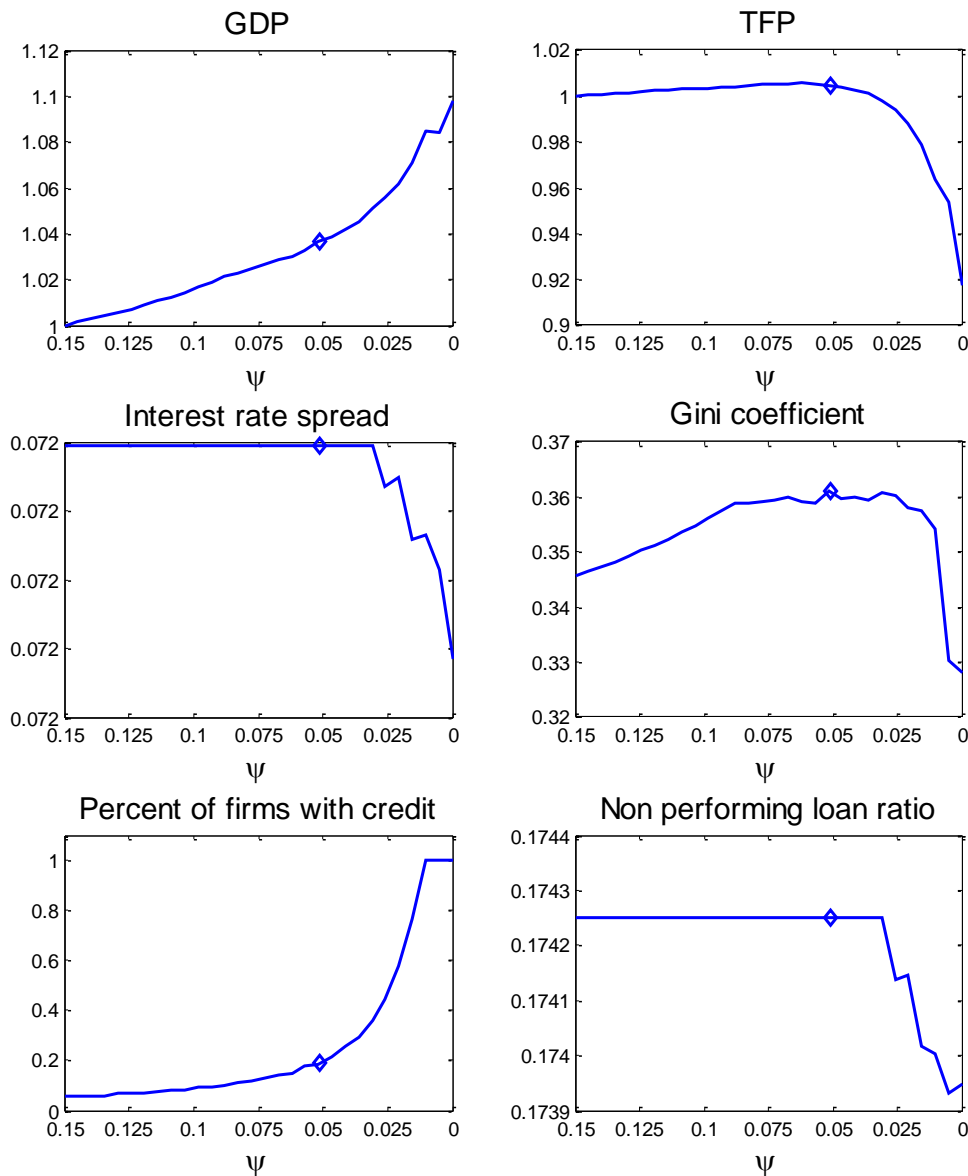 GDP
1.12
1.1
1.08
1.06
1.04
1.02
1
0.15 0.125 0.1 0.075 0.05 0.025 0
ψ
TFP
1.02
1
0.98
0.96
0.94
0.92
0.9
0.15 0.125 0.1 0.075 0.05 0.025 0
ψ
Interest rate spread
0.072
0.072
0.072
0.072
0.072
0.15 0.125 0.1 0.075 0.05 0.025 0
ψ
Gini coefficient
0.37
0.36
0.35
0.34
0.33
0.32
0.15 0.125 0.1 0.075 0.05 0.025 0
ψ
Percent of firms with credit
1
0.8
0.6
0.4
0.2
0
0.15 0.125 0.1 0.075 0.05 0.025 0
ψ
Non performing loan ratio
0.1744
0.1743
0.1742
0.1741
0.174
0.1739
0.15 0.125 0.1 0.075 0.05 0.025 0
ψ